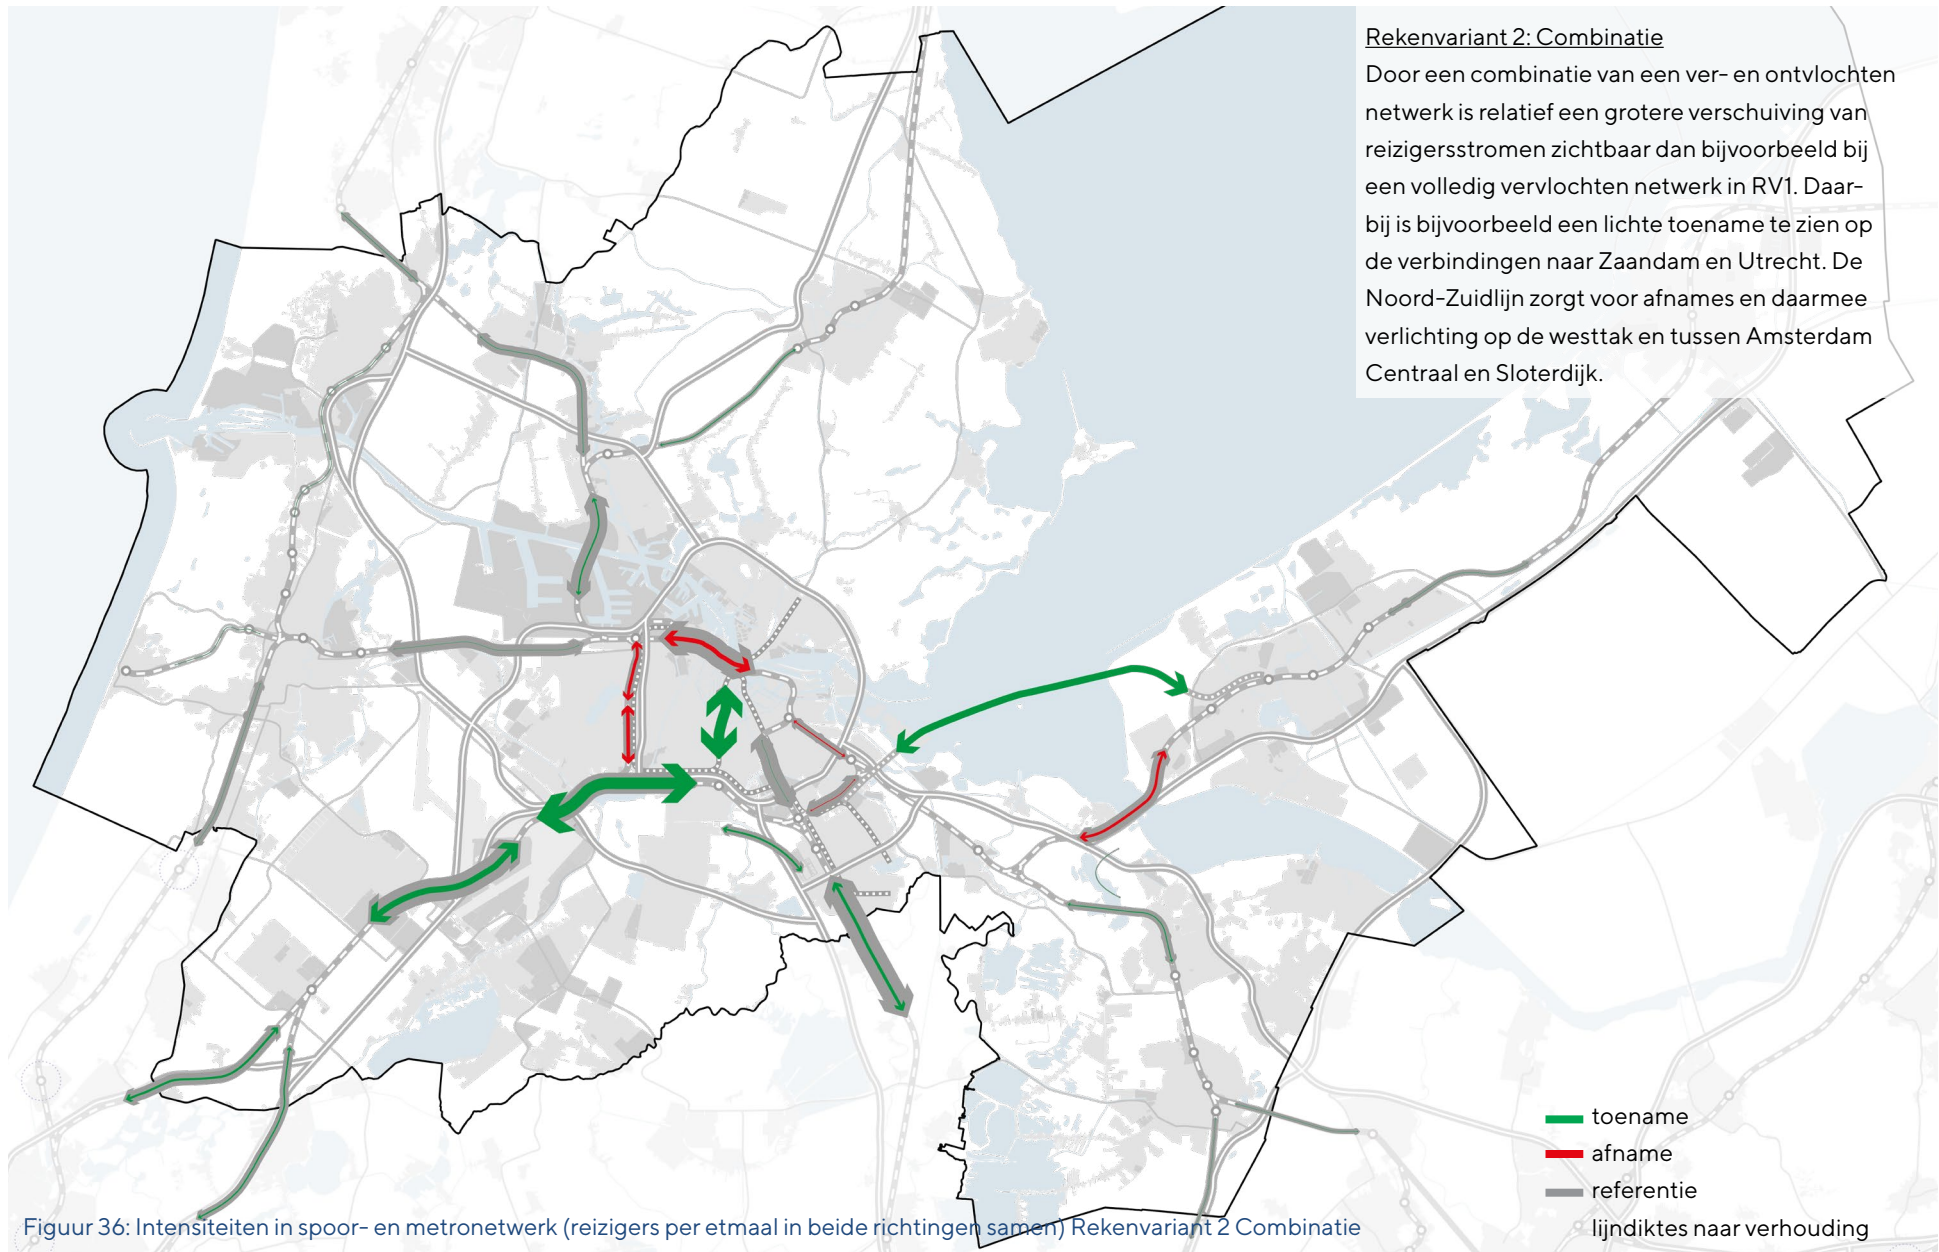 Rekenvariant 2: Combinatie
Door een combinatie van een ver- en ontvlochten
netwerk is relatief een grotere verschuiving van
reizigersstromen zichtbaar dan bijvoorbeeld bij
een volledig vervlochten netwerk in RV1. Daar-
bij is bijvoorbeeld een lichte toename te zien op
de verbindingen naar Zaandam en Utrecht. De
Noord-Zuidlijn zorgt voor afnames en daarmee
verlichting op de westtak en tussen Amsterdam
Centraal en Sloterdijk.
toename
afname
referentie
lijndiktes naar verhouding
Figuur 36: Intensiteiten in spoor- en metronetwerk (reizigers per etmaal in beide richtingen samen) Rekenvariant 2 Combinatie